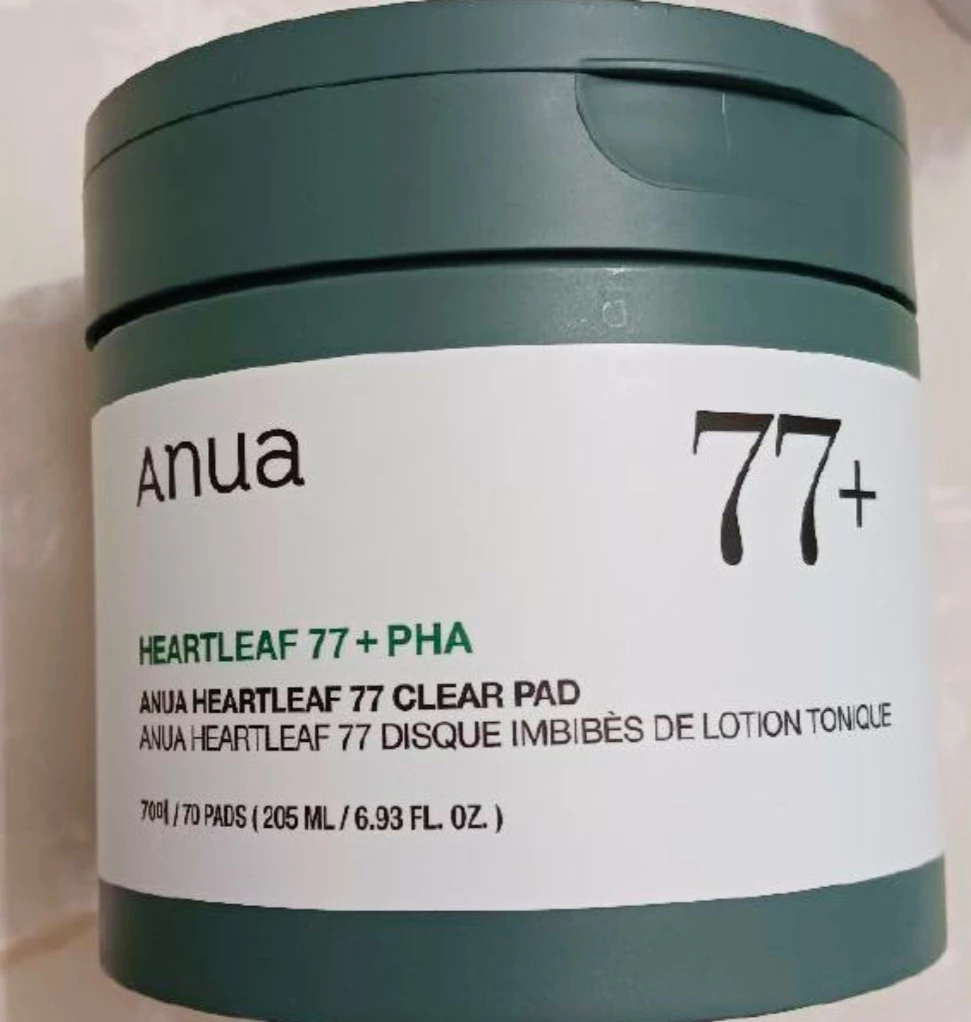 Anua
77+
HEARTLEAF 77+PHA
ANUA HEARTLEAF 77 CLEAR PAD
ANUA HEARTLEAF 77 DISQUE IMBIBÈS DE LOTION TONIQUE
70매 / 70 PADS ( 205 ML / 6.93 FL. OZ. )